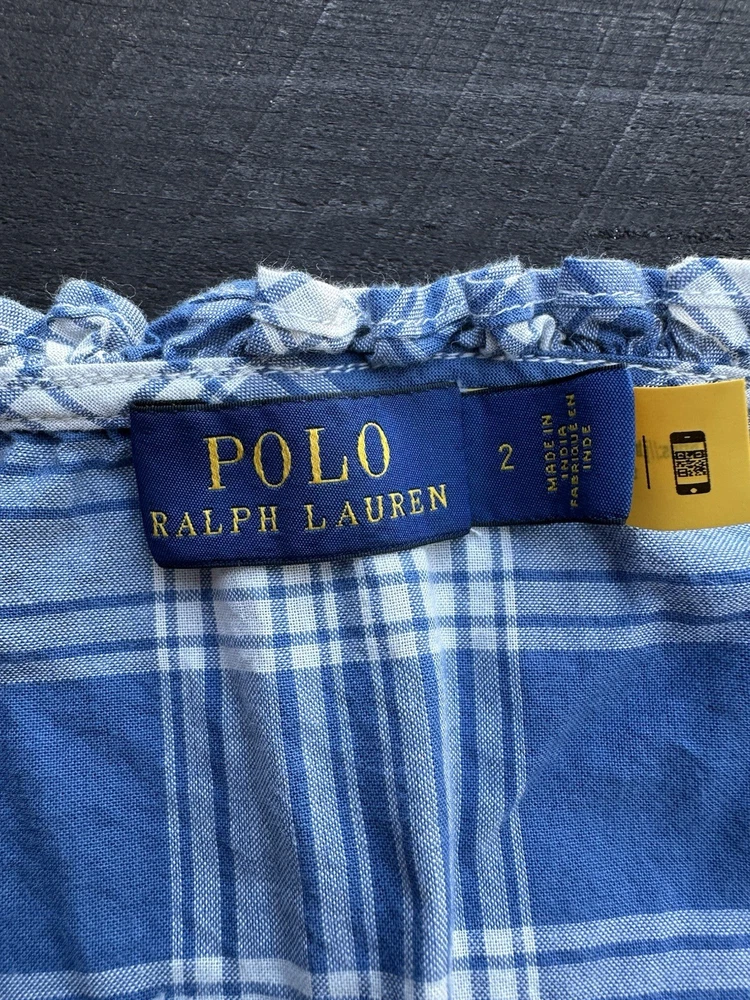 POLO
RALPH LAUREN
2
MADE IN
INDIA
FABRIQUÉ EN
INDE